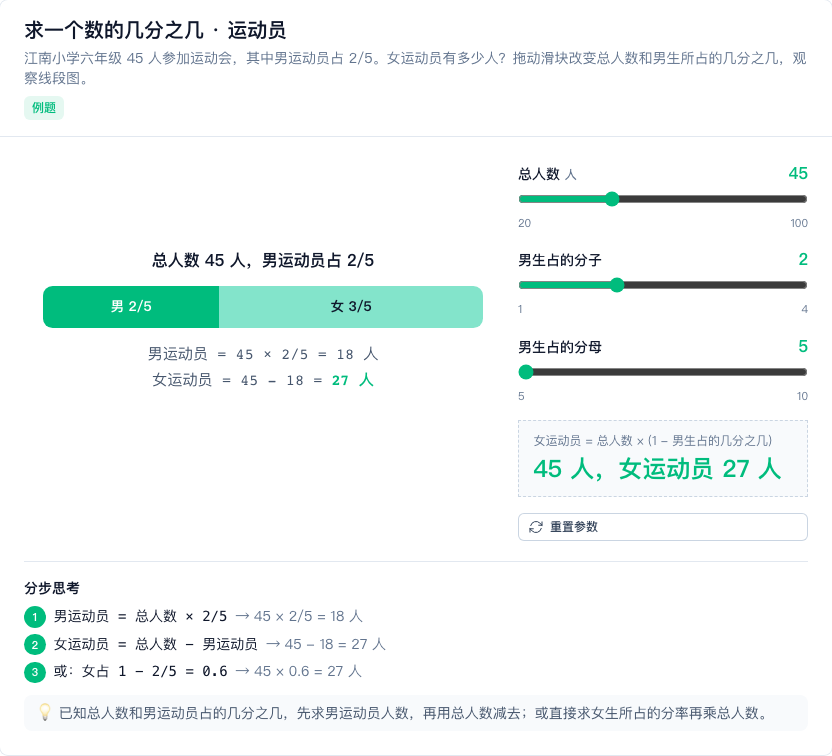 求一个数的几分之几 · 运动员
江南小学六年级 45 人参加运动会，其中男运动员占 2/5。女运动员有多少人？拖动滑块改变总人数和男生所占的几分之几，观
察线段图。
例题
总人数 45 人，男运动员占 2/5
男 2/5 女 3/5
男运动员 = 45 × 2/5 = 18 人
女运动员 = 45 − 18 = 27 人
总人数 人 45
20 100
男生占的分子 2
1 4
男生占的分母 5
5 10
女运动员 = 总人数 × (1 − 男生占的几分之几)
45 人，女运动员 27 人
重置参数
分步思考
1 男运动员 = 总人数 × 2/5 → 45 × 2/5 = 18 人
2 女运动员 = 总人数 − 男运动员 → 45 − 18 = 27 人
3 或：女占 1 − 2/5 = 0.6 → 45 × 0.6 = 27 人
💡 已知总人数和男运动员占的几分之几，先求男运动员人数，再用总人数减去；或直接求女生所占的分率再乘总人数。